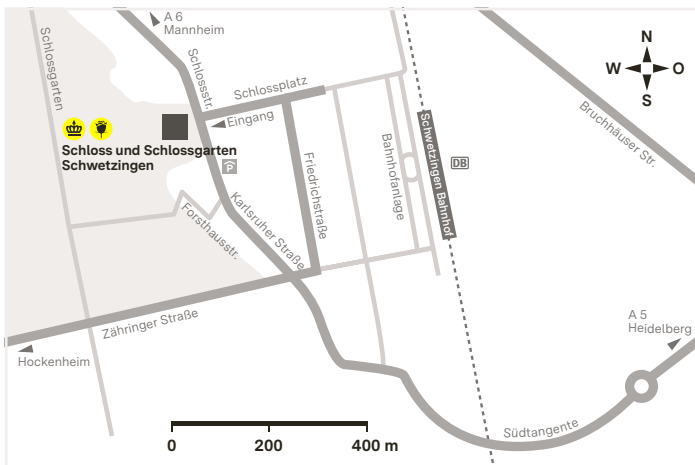 A 6
Mannheim
N
W
O
S
Schlossgarten
Schlossstr.
Schlossplatz
Eingang
Schloss und Schlossgarten
Schwetzingen
P
Friedrichstraße
Bahnhofanlage
Schwetzingen Bahnhof
DB
Bruchhäuser Str.
Karlsruher Straße
Forsthausstr.
Zähringer Straße
Hockenheim
A 5
Heidelberg
Südtangente
0
200
400 m